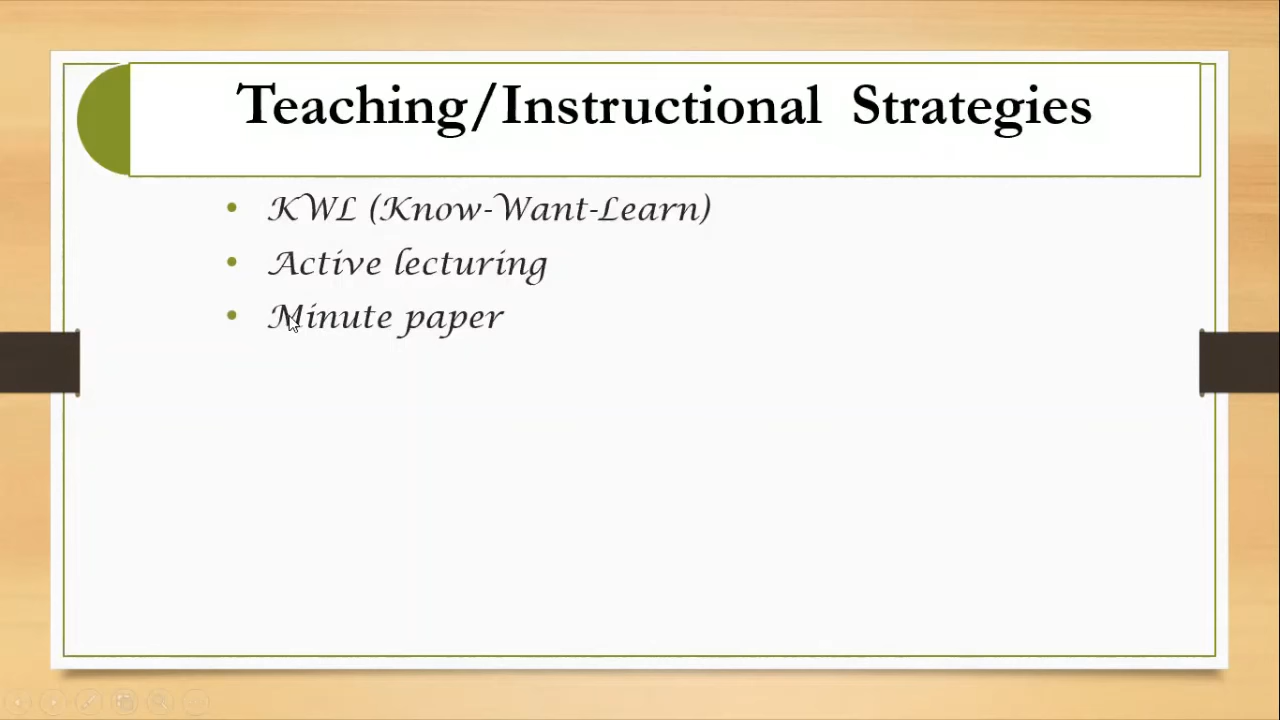 Teaching/Instructional Strategies
• KWL (Know-Want-Learn)
• Active lecturing
• Minute paper